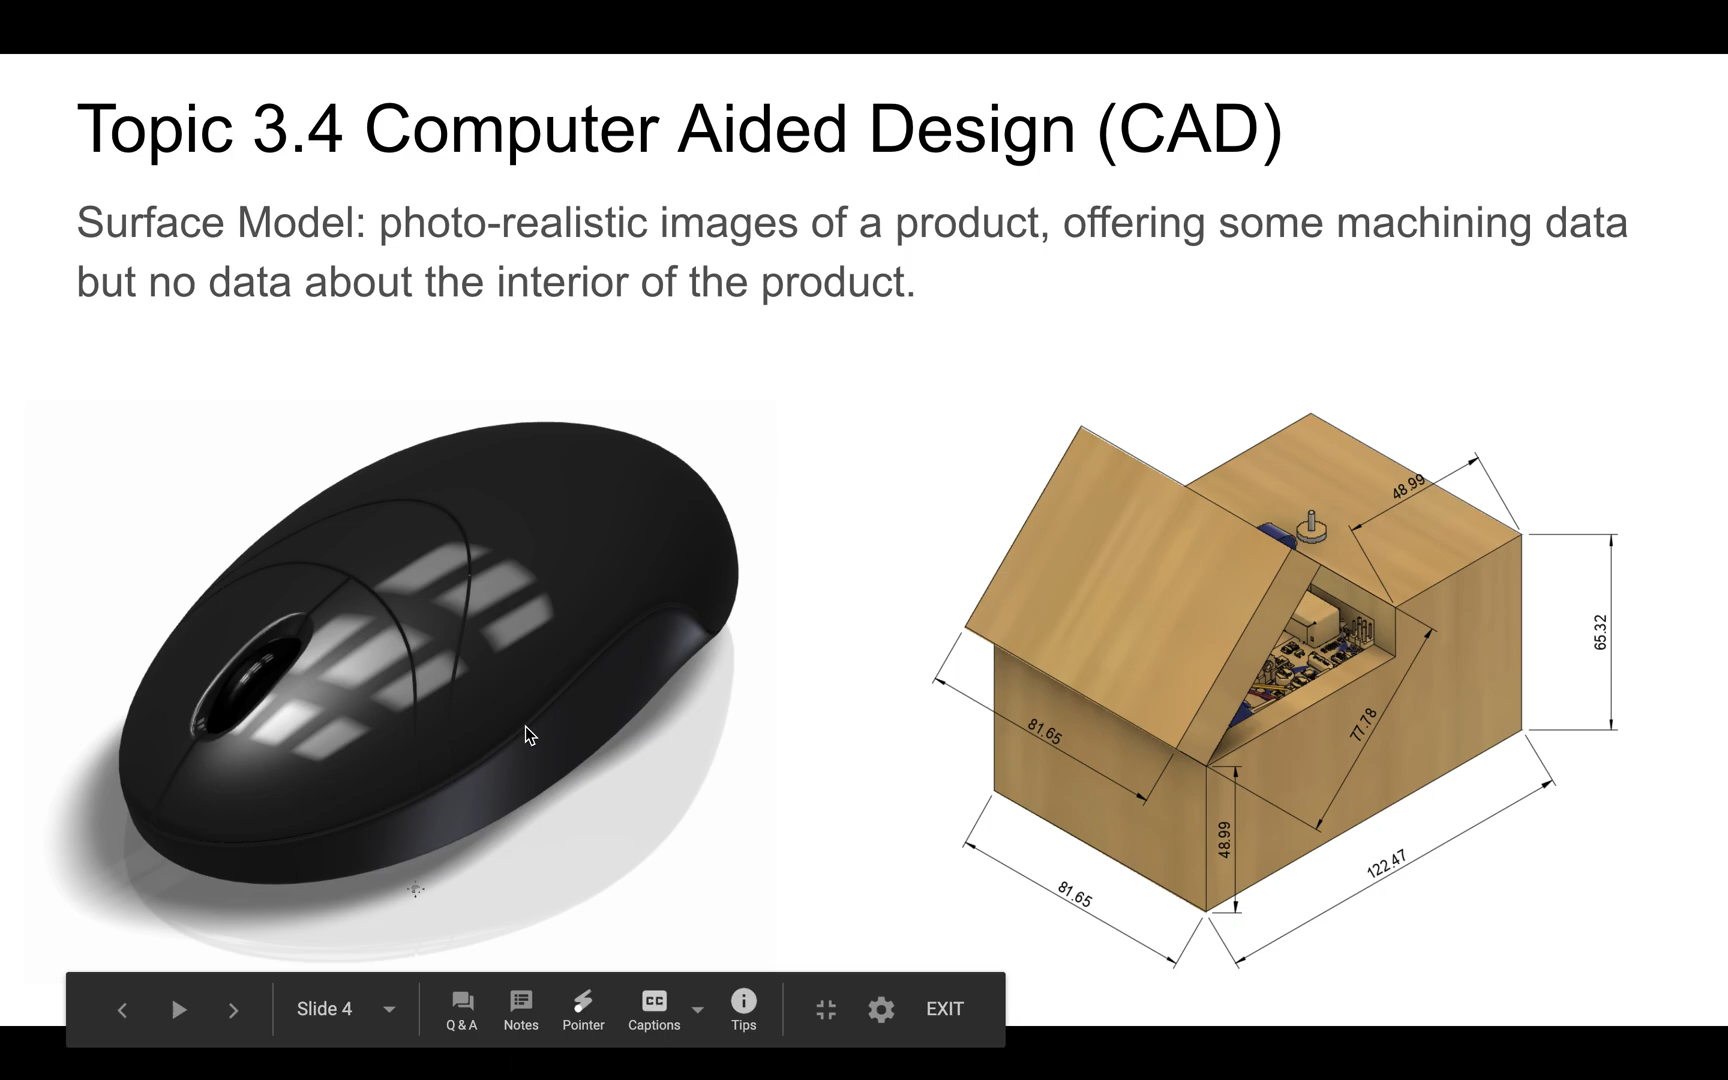 Topic 3.4 Computer Aided Design (CAD)
Surface Model: photo-realistic images of a product, offering some machining data
but no data about the interior of the product.
48.99
65.32
81.65
77.78
48.99
122.47
81.65
Slide 4
Q & A
Notes
Pointer
CC
Captions
Tips
EXIT